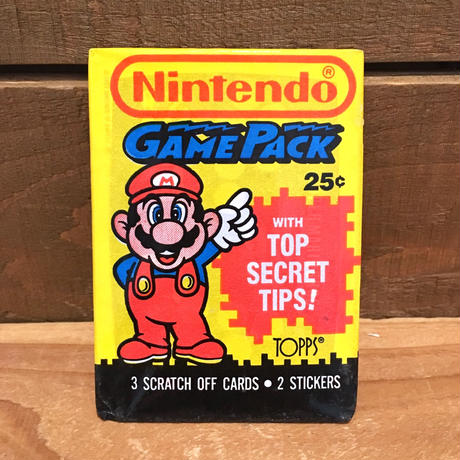 Nintendo®
GAME PACK
25¢
M
WITH
TOP
SECRET
TIPS!
TOPPS®
3 SCRATCH OFF CARDS • 2 STICKERS